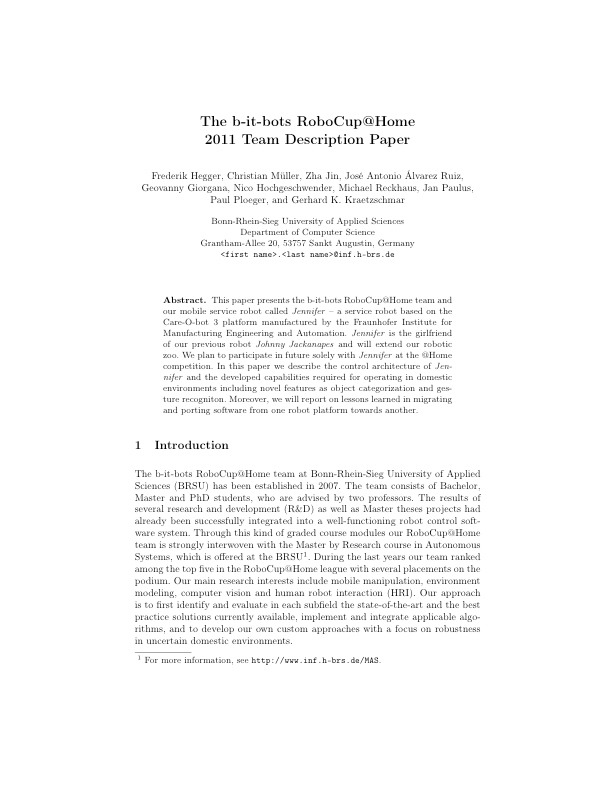 The b-it-bots RoboCup@Home
2011 Team Description Paper
Frederik Hegger, Christian Müller, Zha Jin, José Antonio Álvarez Ruiz,
Geovanny Giorgana, Nico Hochgeschwender, Michael Reckhaus, Jan Paulus,
Paul Ploeger, and Gerhard K. Kraetzschmar
Bonn-Rhein-Sieg University of Applied Sciences
Department of Computer Science
Grantham-Allee 20, 53757 Sankt Augustin, Germany
<first name>.<last name>@inf.h-brs.de
Abstract. This paper presents the b-it-bots RoboCup@Home team and
our mobile service robot called Jennifer – a service robot based on the
Care-O-bot 3 platform manufactured by the Fraunhofer Institute for
Manufacturing Engineering and Automation. Jennifer is the girlfriend
of our previous robot Johnny Jackanapes and will extend our robotic
zoo. We plan to participate in future solely with Jennifer at the @Home
competition. In this paper we describe the control architecture of Jen-
nifer and the developed capabilities required for operating in domestic
environments including novel features as object categorization and ges-
ture recogniton. Moreover, we will report on lessons learned in migrating
and porting software from one robot platform towards another.
1 Introduction
The b-it-bots RoboCup@Home team at Bonn-Rhein-Sieg University of Applied
Sciences (BRSU) has been established in 2007. The team consists of Bachelor,
Master and PhD students, who are advised by two professors. The results of
several research and development (R&D) as well as Master theses projects had
already been successfully integrated into a well-functioning robot control soft-
ware system. Through this kind of graded course modules our RoboCup@Home
team is strongly interwoven with the Master by Research course in Autonomous
Systems, which is offered at the BRSU¹. During the last years our team ranked
among the top five in the RoboCup@Home league with several placements on the
podium. Our main research interests include mobile manipulation, environment
modeling, computer vision and human robot interaction (HRI). Our approach
is to first identify and evaluate in each subfield the state-of-the-art and the best
practice solutions currently available, implement and integrate applicable algo-
rithms, and to develop our own custom approaches with a focus on robustness
in uncertain domestic environments.
¹ For more information, see http://www.inf.h-brs.de/MAS.